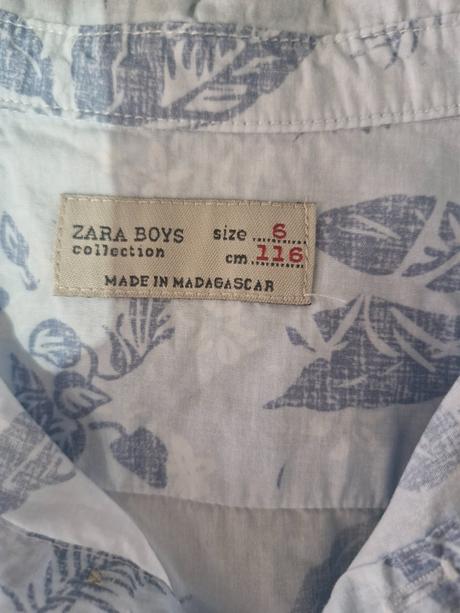 ZARA BOYS size 6
collection cm 116
MADE IN MADAGASCAR